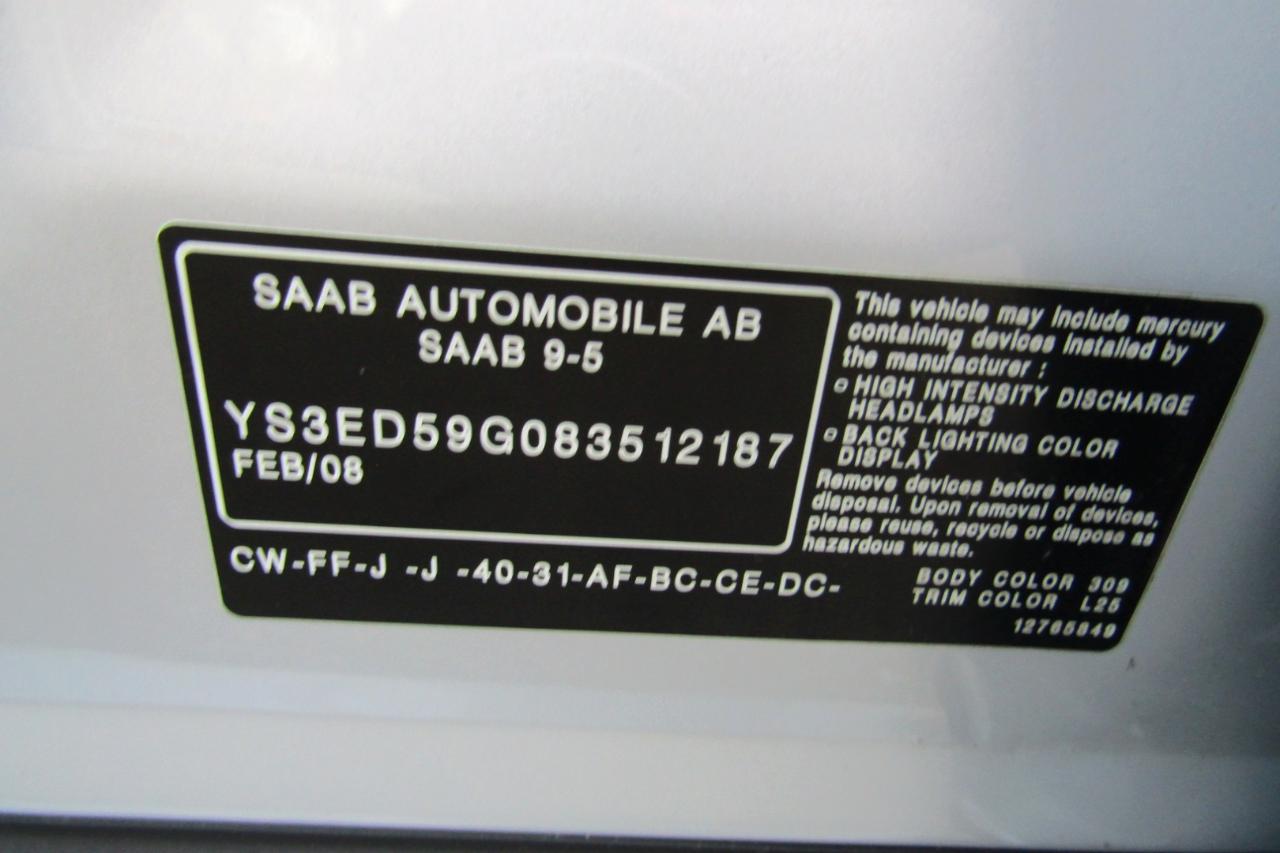 SAAB AUTOMOBILE AB
SAAB 9-5
YS3ED59G083512187
FEB/08
CW-FF-J -J -40-31-AF-BC-CE-DC-
This vehicle may include mercury
containing devices installed by
the manufacturer :
HIGH INTENSITY DISCHARGE
HEADLAMPS
BACK LIGHTING COLOR
DISPLAY
Remove devices before vehicle
disposal. Upon removal of devices,
please reuse, recycle or dispose as
hazardous waste.
BODY COLOR 309
TRIM COLOR L25
12765849